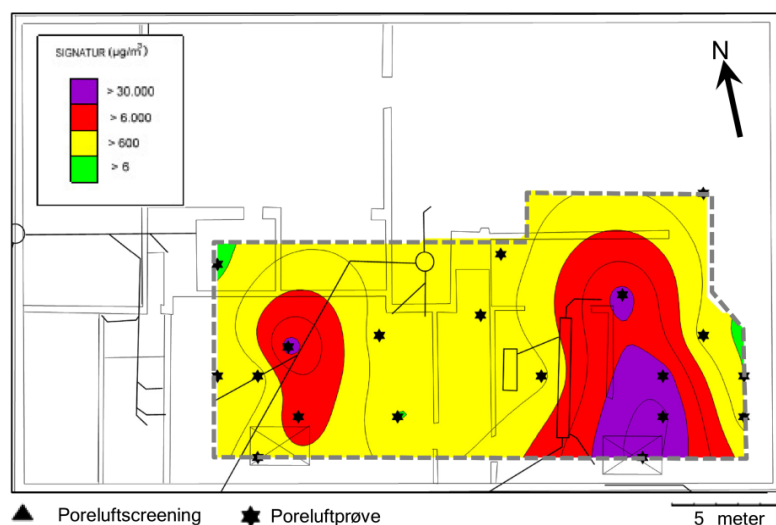 SIGNATUR (µg/m³)
> 30.000
> 6.000
> 600
> 6
N
Poreluftscreening
Poreluftprøve
5 meter